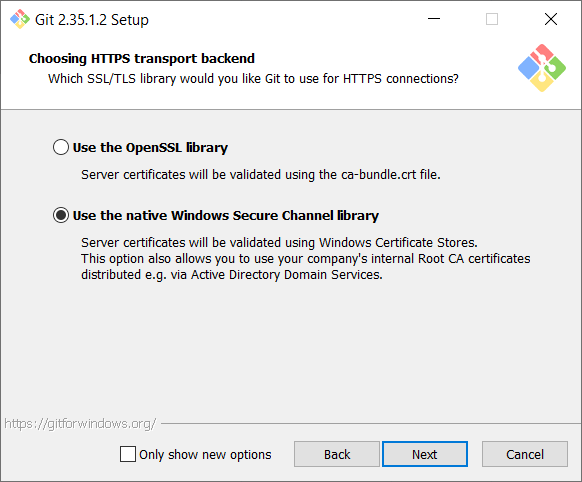 Git 2.35.1.2 Setup
Choosing HTTPS transport backend
Which SSL/TLS library would you like Git to use for HTTPS connections?
Use the OpenSSL library
Server certificates will be validated using the ca-bundle.crt file.
Use the native Windows Secure Channel library
Server certificates will be validated using Windows Certificate Stores.
This option also allows you to use your company's internal Root CA certificates
distributed e.g. via Active Directory Domain Services.
https://gitforwindows.org/
Only show new options
Back
Next
Cancel